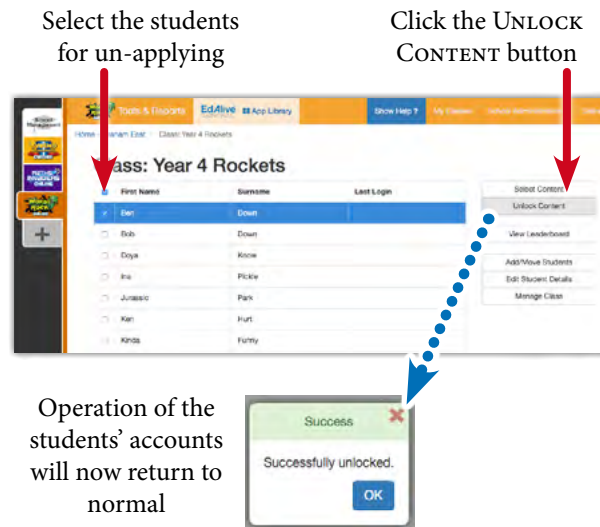 Select the students
for un-applying
Click the UNLOCK
CONTENT button
Tools & Reports
EdAlive App Library
Show Help ?
Home
Class: Year 4 Rockets
ass: Year 4 Rockets
First Name Surname Last Login
Ben Down
Bob Down
Doya Know
Ina Pickle
Jurassic Park
Ken Hurt
Kinda Funny
Select Content
Unlock Content
View Leaderboard
Add/Move Students
Edit Student Details
Manage Class
Operation of the
students’ accounts
will now return to
normal
Success
Successfully unlocked.
OK